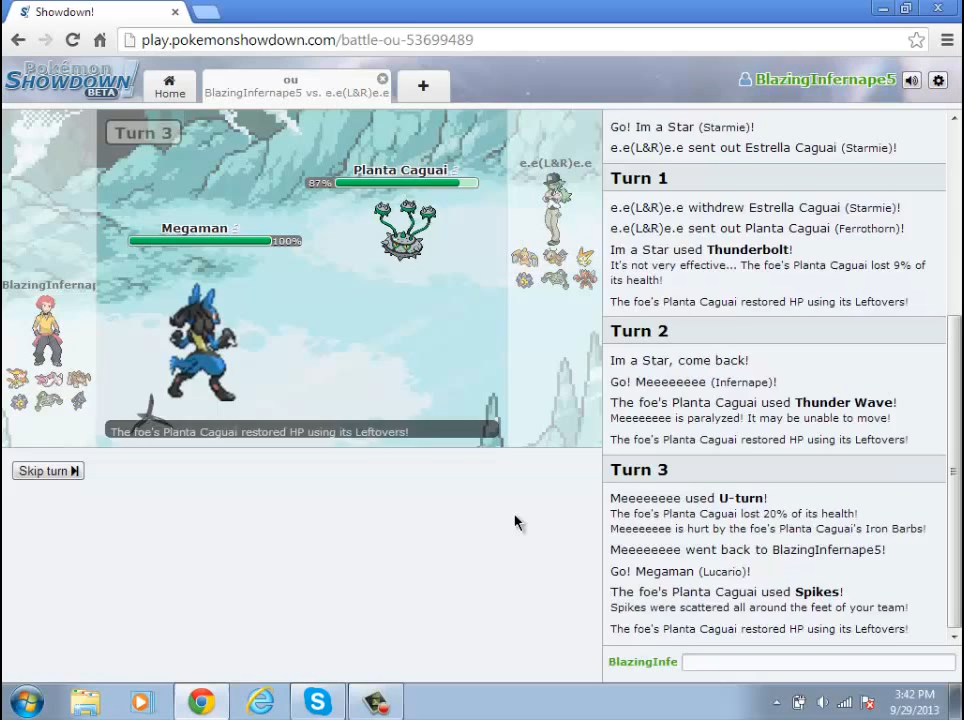 Showdown!
play.pokemonshowdown.com/battle-ou-53699489
Pokémon
SHOWDOWN
BETA
Home
ou
BlazingInfernape5 vs. e.e(L&R)e.e
+
BlazingInfernape5
Turn 3
e.e(L&R)e.e
Planta Caguai
87%
Megaman
100%
BlazingInfernap
The foe's Planta Caguai restored HP using its Leftovers!
Skip turn
Go! Im a Star (Starmie)!
e.e(L&R)e.e sent out Estrella Caguai (Starmie)!
Turn 1
e.e(L&R)e.e withdrew Estrella Caguai (Starmie)!
e.e(L&R)e.e sent out Planta Caguai (Ferrothorn)!
Im a Star used Thunderbolt!
It's not very effective... The foe's Planta Caguai lost 9% of
its health!
The foe's Planta Caguai restored HP using its Leftovers!
Turn 2
Im a Star, come back!
Go! Meeeeeeee (Infernape)!
The foe's Planta Caguai used Thunder Wave!
Meeeeeeee is paralyzed! It may be unable to move!
The foe's Planta Caguai restored HP using its Leftovers!
Turn 3
Meeeeeeee used U-turn!
The foe's Planta Caguai lost 20% of its health!
Meeeeeeee is hurt by the foe's Planta Caguai's Iron Barbs!
Meeeeeeee went back to BlazingInfernape5!
Go! Megaman (Lucario)!
The foe's Planta Caguai used Spikes!
Spikes were scattered all around the feet of your team!
The foe's Planta Caguai restored HP using its Leftovers!
BlazingInfe
3:42 PM
9/29/2013